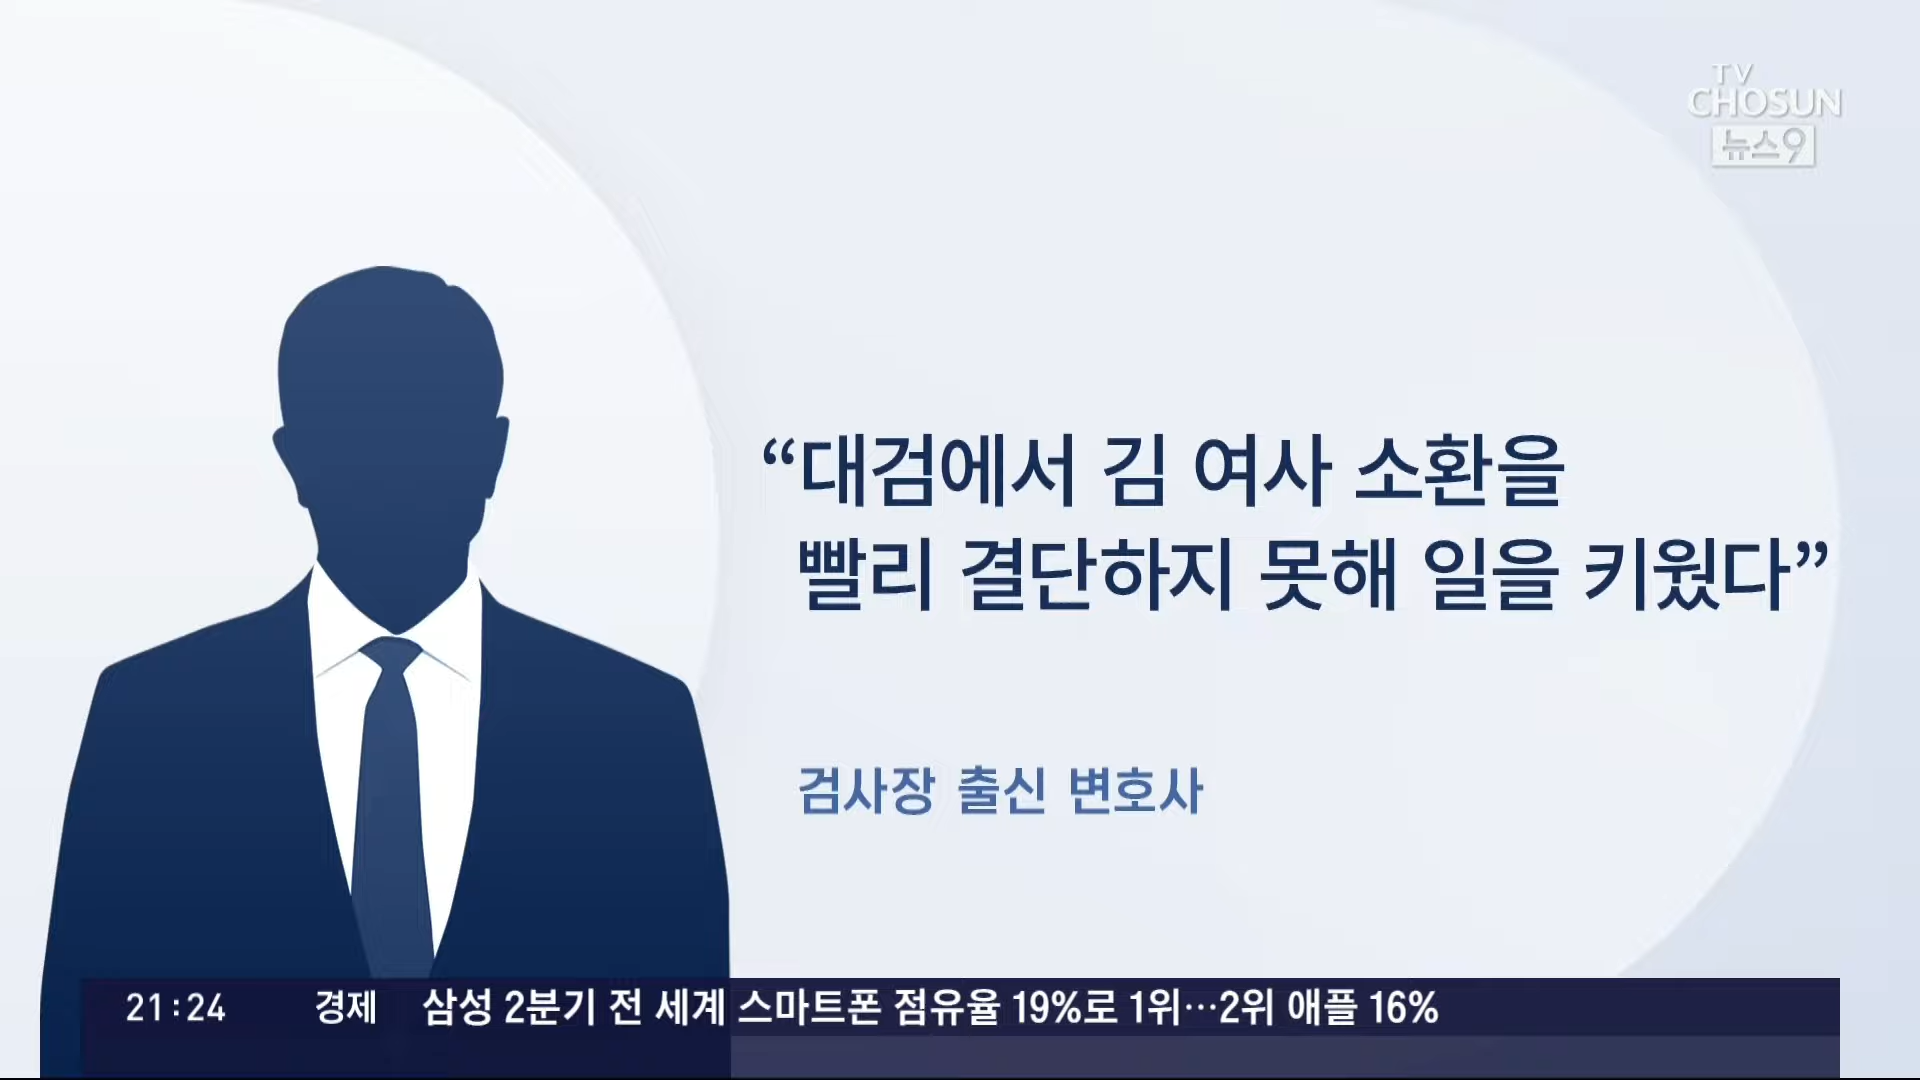 TV
CHOSUN
뉴스9
“대검에서 김 여사 소환을
빨리 결단하지 못해 일을 키웠다”
검사장 출신 변호사
21:24 경제 삼성 2분기 전 세계 스마트폰 점유율 19%로 1위…2위 애플 16%